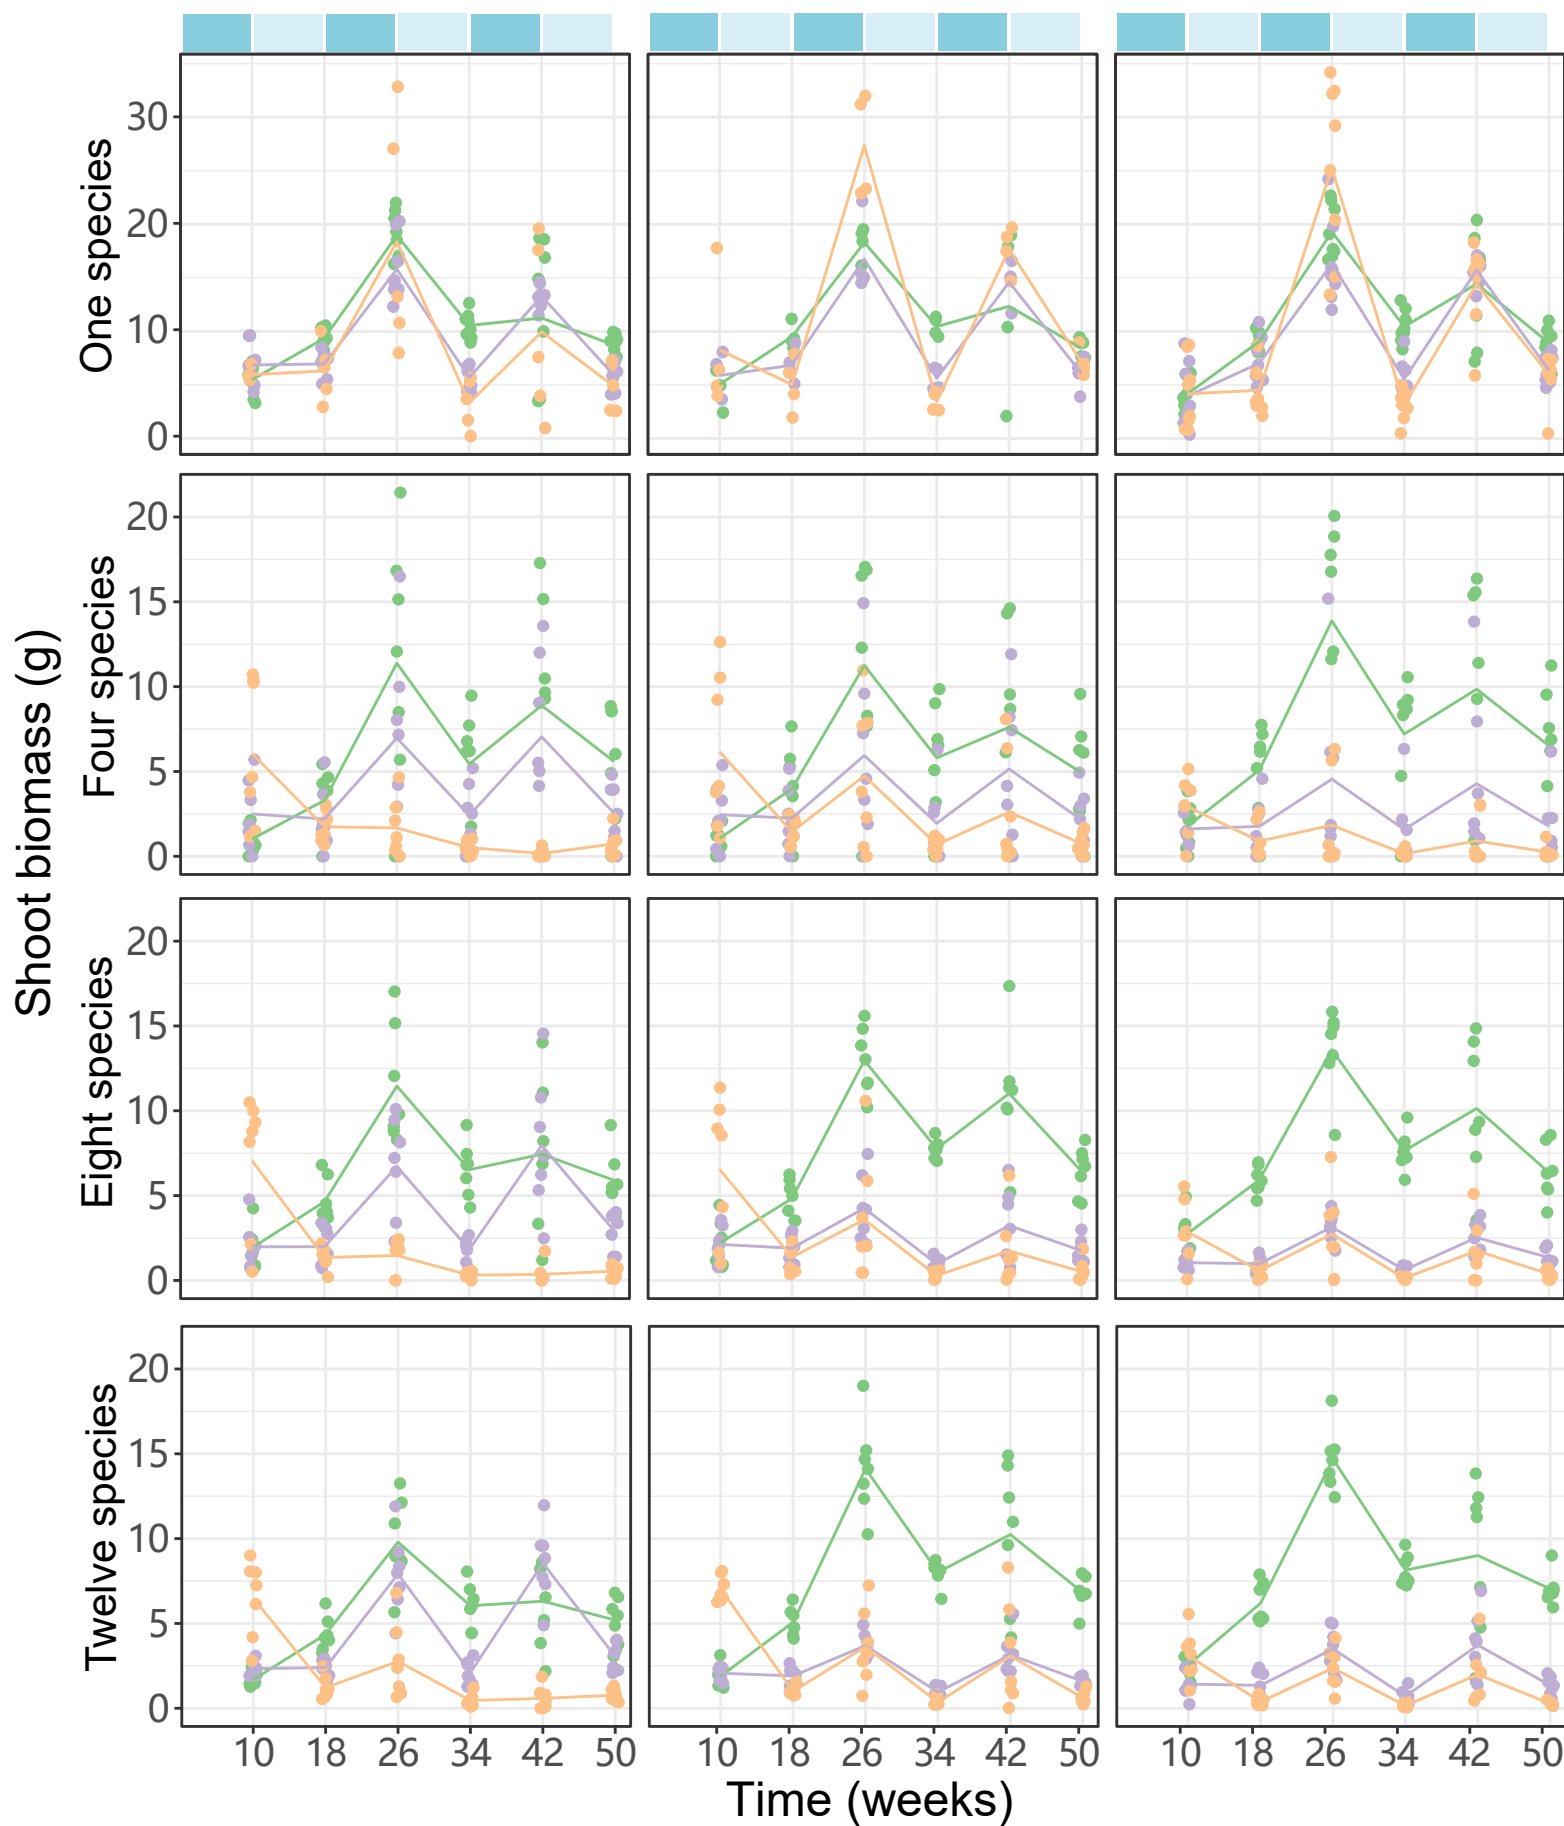 Shoot biomass (g)
One species
30
20
10
0
Four species
20
15
10
5
0
Eight species
20
15
10
5
0
Twelve species
20
15
10
5
0
10 18 26 34 42 50 10 18 26 34 42 50 10 18 26 34 42 50
Time (weeks)